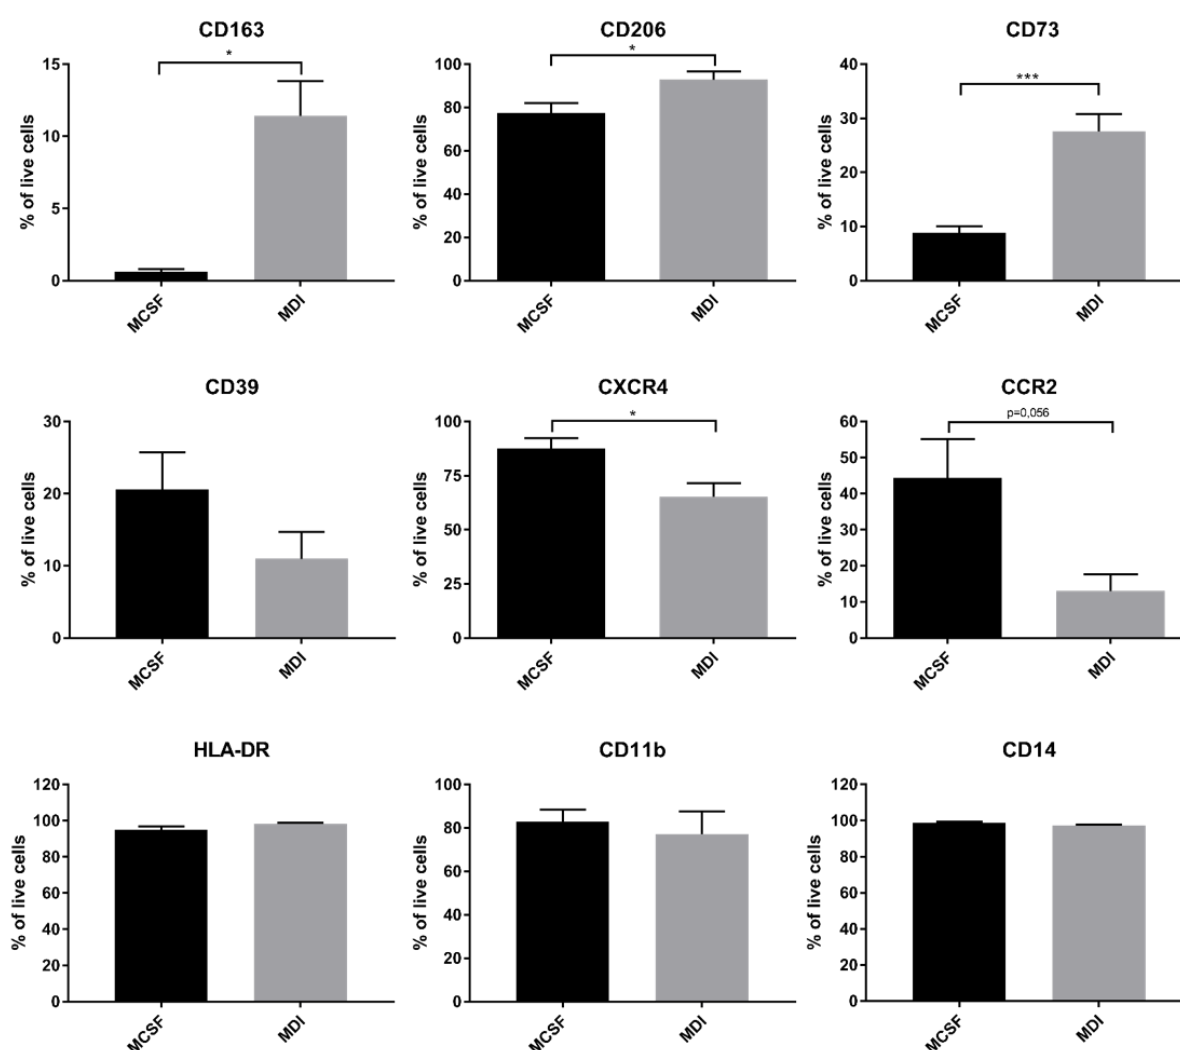 CD163
*
15
10
5
0
% of live cells
MCSF
MDI
CD206
*
100
80
60
40
20
0
% of live cells
MCSF
MDI
CD73
***
40
30
20
10
0
% of live cells
MCSF
MDI
CD39
30
20
10
0
% of live cells
MCSF
MDI
CXCR4
*
100
75
50
25
0
% of live cells
MCSF
MDI
CCR2
p=0,056
60
50
40
30
20
10
0
% of live cells
MCSF
MDI
HLA-DR
120
100
80
60
40
20
0
% of live cells
MCSF
MDI
CD11b
100
80
60
40
20
0
% of live cells
MCSF
MDI
CD14
120
100
80
60
40
20
0
% of live cells
MCSF
MDI